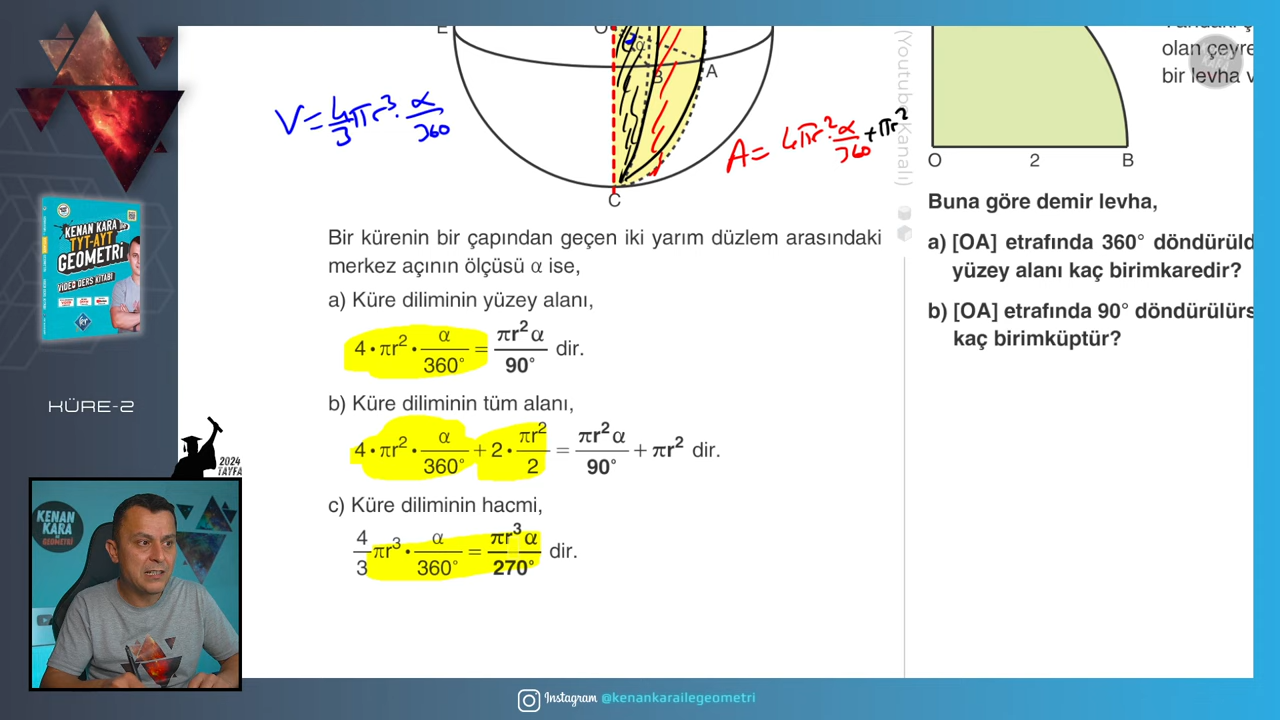 E
O
α
B
A
C
V = 4/3 πr³ · α/360
A = 4πr² · α/360 + πr²
(Youtube Kanalı)
olan çeyre
bir levha v
O 2 B
Bir kürenin bir çapından geçen iki yarım düzlem arasındaki
merkez açının ölçüsü α ise,
a) Küre diliminin yüzey alanı,
4 • πr² • α/360° = πr²α/90° dir.
b) Küre diliminin tüm alanı,
4 • πr² • α/360° + 2 • πr²/2 = πr²α/90° + πr² dir.
c) Küre diliminin hacmi,
4/3 πr³ • α/360° = πr³α/270° dir.
Buna göre demir levha,
a) [OA] etrafında 360° döndürüld
yüzey alanı kaç birimkaredir?
b) [OA] etrafında 90° döndürülürs
kaç birimküptür?
KENAN KARA
TYT-AYT
GEOMETRİ
VİDEO DERS KİTABI
KÜRE-2
2024
TAYFA
KENAN
KARA
GEOMETRİ
Instagram @kenankarailegeometri